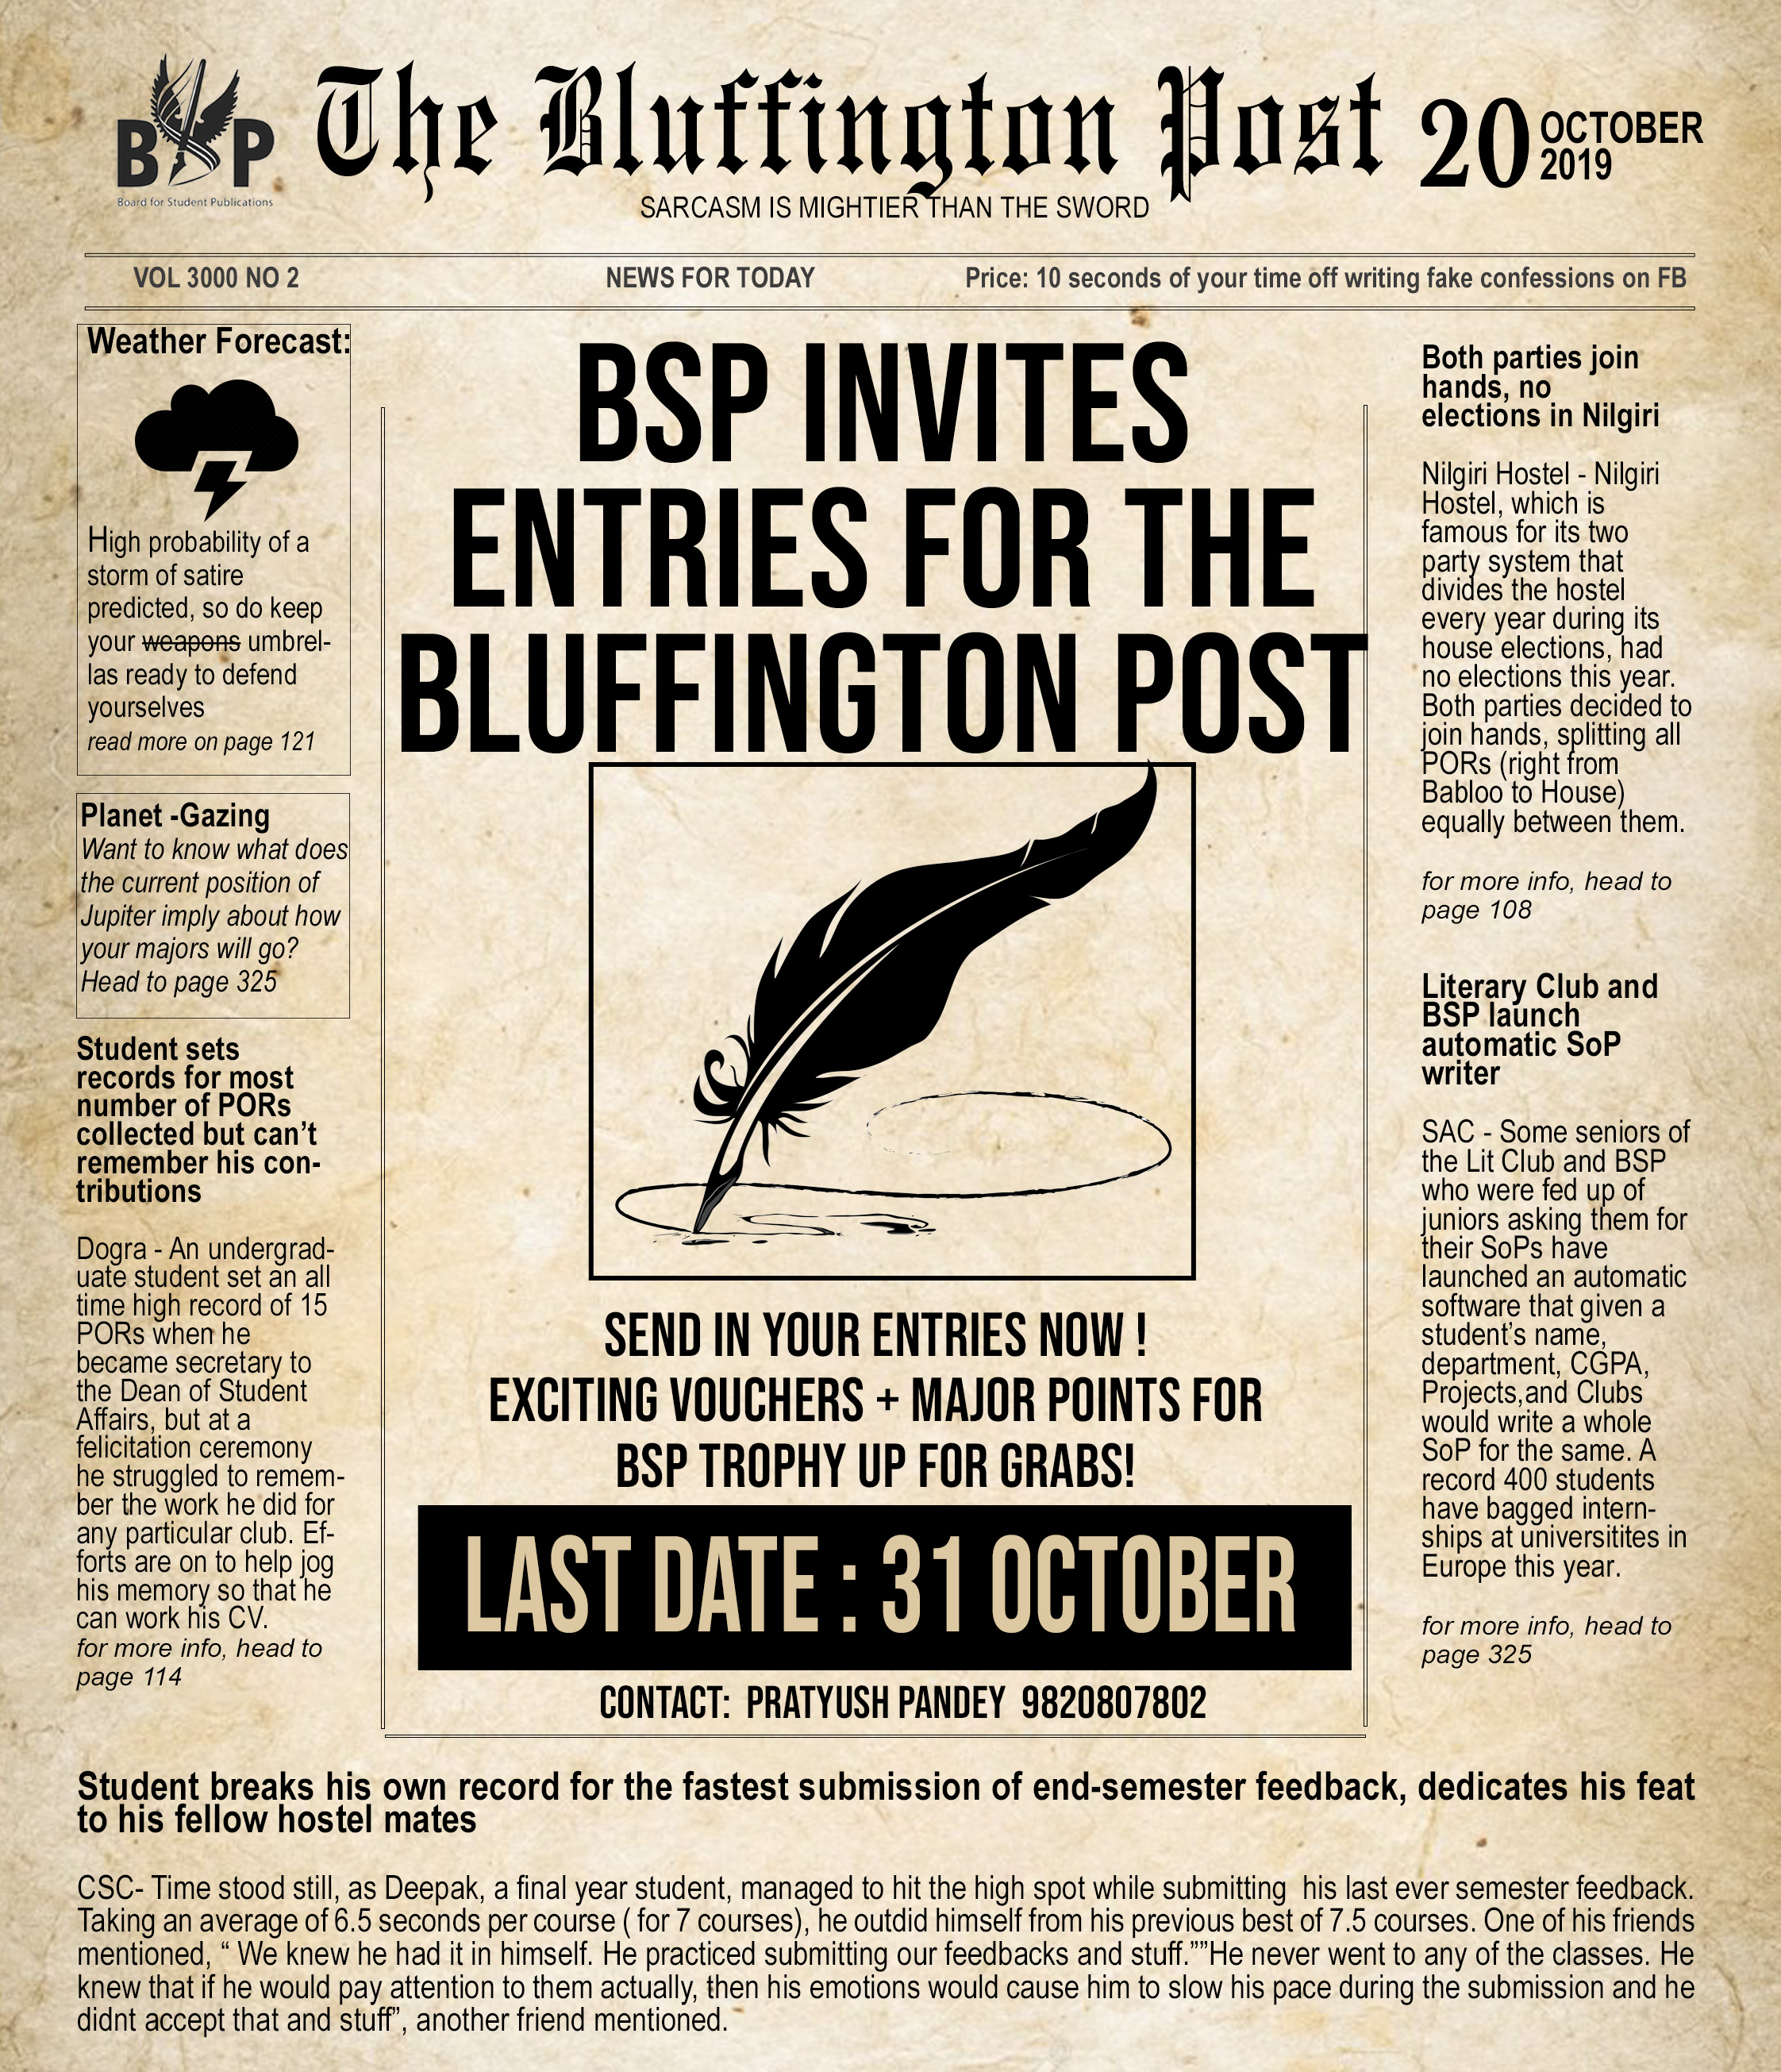 BSP
Board for Student Publications
The Bluffington Post
20 OCTOBER
2019
SARCASM IS MIGHTIER THAN THE SWORD
VOL 3000 NO 2
NEWS FOR TODAY
Price: 10 seconds of your time off writing fake confessions on FB
Weather Forecast:
High probability of a
storm of satire
predicted, so do keep
your weapons umbrel-
las ready to defend
yourselves
read more on page 121
Planet -Gazing
Want to know what does
the current position of
Jupiter imply about how
your majors will go?
Head to page 325
Student sets
records for most
number of PORs
collected but can't
remember his con-
tributions
Dogra - An undergrad-
uate student set an all
time high record of 15
PORs when he
became secretary to
the Dean of Student
Affairs, but at a
felicitation ceremony
he struggled to remem-
ber the work he did for
any particular club. Ef-
forts are on to help jog
his memory so that he
can work his CV.
for more info, head to
page 114
BSP INVITES
ENTRIES FOR THE
BLUFFINGTON POST
SEND IN YOUR ENTRIES NOW !
EXCITING VOUCHERS + MAJOR POINTS FOR
BSP TROPHY UP FOR GRABS!
LAST DATE : 31 OCTOBER
CONTACT: PRATYUSH PANDEY 9820807802
Both parties join
hands, no
elections in Nilgiri
Nilgiri Hostel - Nilgiri
Hostel, which is
famous for its two
party system that
divides the hostel
every year during its
house elections, had
no elections this year.
Both parties decided to
join hands, splitting all
PORs (right from
Babloo to House)
equally between them.
for more info, head to
page 108
Literary Club and
BSP launch
automatic SoP
writer
SAC - Some seniors of
the Lit Club and BSP
who were fed up of
juniors asking them for
their SoPs have
launched an automatic
software that given a
student's name,
department, CGPA,
Projects,and Clubs
would write a whole
SoP for the same. A
record 400 students
have bagged intern-
ships at universitites in
Europe this year.
for more info, head to
page 325
Student breaks his own record for the fastest submission of end-semester feedback, dedicates his feat
to his fellow hostel mates
CSC- Time stood still, as Deepak, a final year student, managed to hit the high spot while submitting  his last ever semester feedback.
Taking an average of 6.5 seconds per course ( for 7 courses), he outdid himself from his previous best of 7.5 courses. One of his friends
mentioned, “ We knew he had it in himself. He practiced submitting our feedbacks and stuff.””He never went to any of the classes. He
knew that if he would pay attention to them actually, then his emotions would cause him to slow his pace during the submission and he
didnt accept that and stuff”, another friend mentioned.